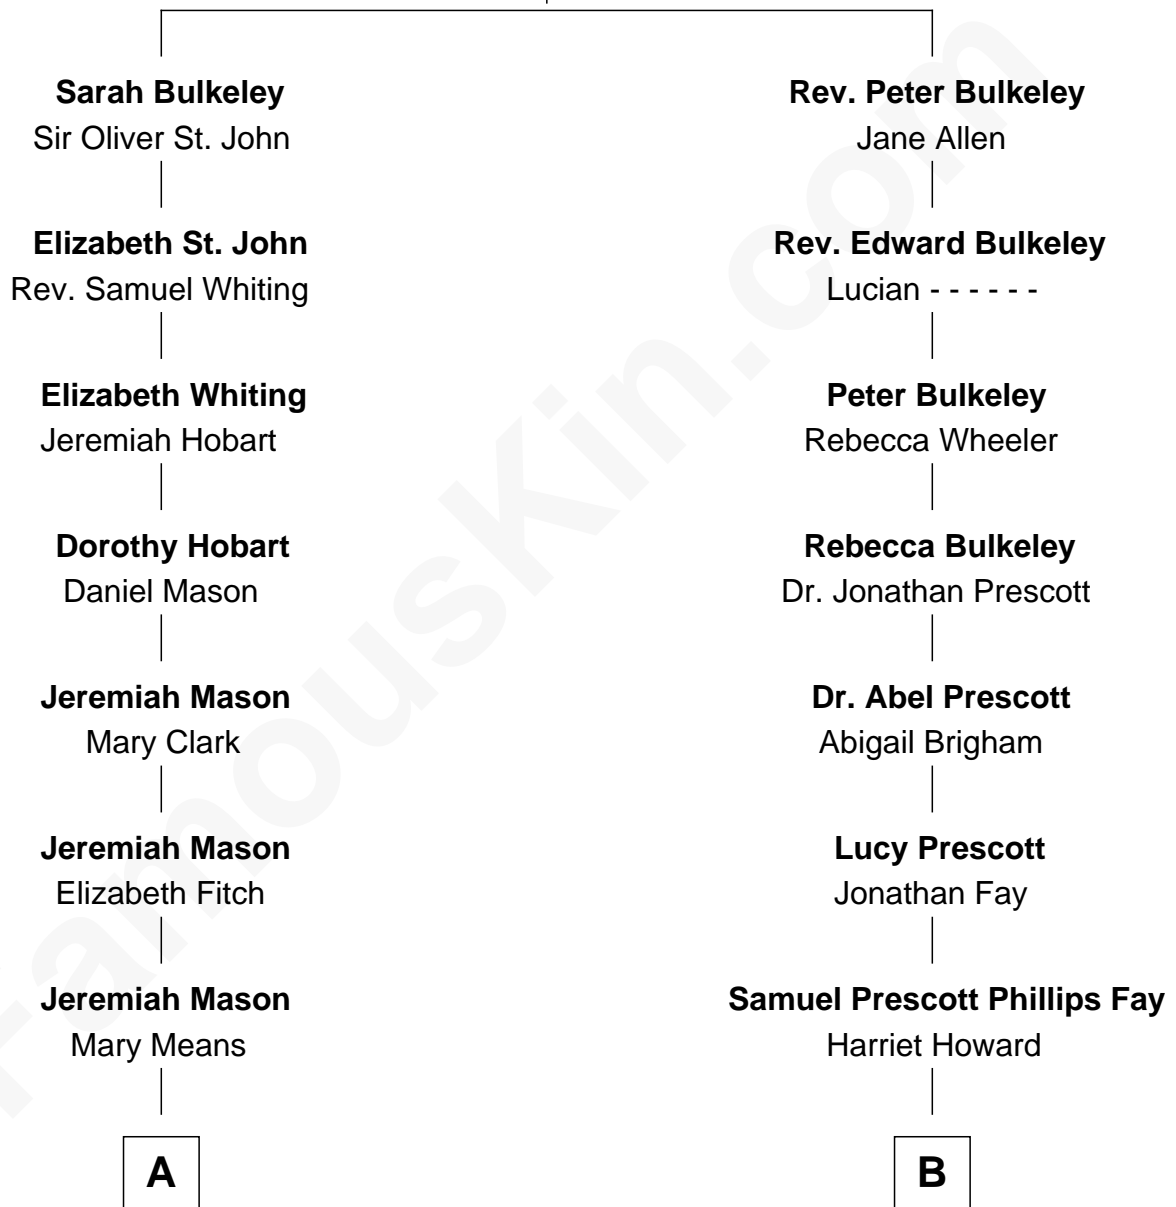 Sarah Bulkeley
Sir Oliver St. John
Elizabeth St. John
Rev. Samuel Whiting
Elizabeth Whiting
Jeremiah Hobart
Dorothy Hobart
Daniel Mason
Jeremiah Mason
Mary Clark
Jeremiah Mason
Elizabeth Fitch
Jeremiah Mason
Mary Means
A
Rev. Peter Bulkeley
Jane Allen
Rev. Edward Bulkeley
Lucian - - - - - -
Peter Bulkeley
Rebecca Wheeler
Rebecca Bulkeley
Dr. Jonathan Prescott
Dr. Abel Prescott
Abigail Brigham
Lucy Prescott
Jonathan Fay
Samuel Prescott Phillips Fay
Harriet Howard
B
FamousKin.com